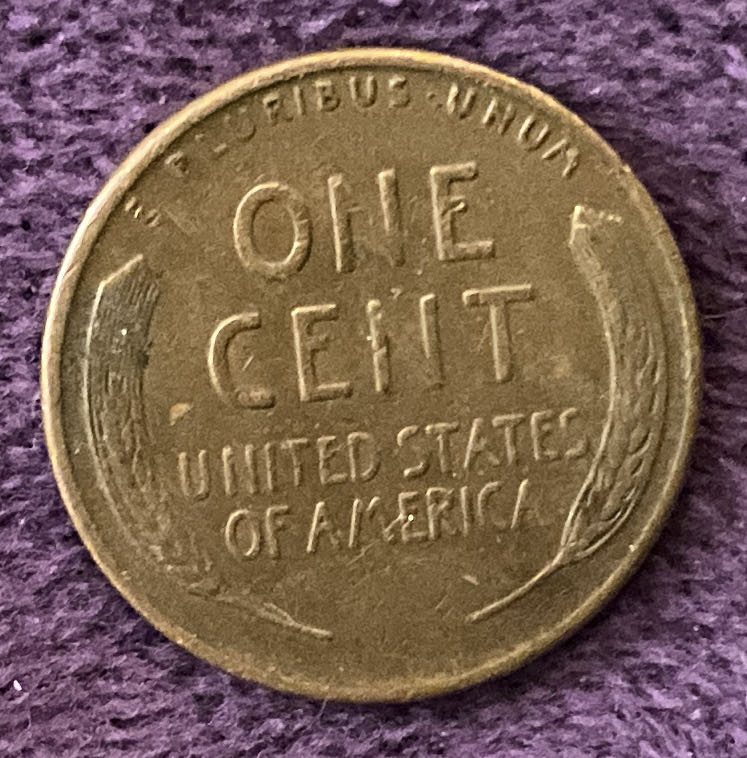 E PLURIBUS·UNUM
ONE
CENT
UNITED STATES
OF AMERICA